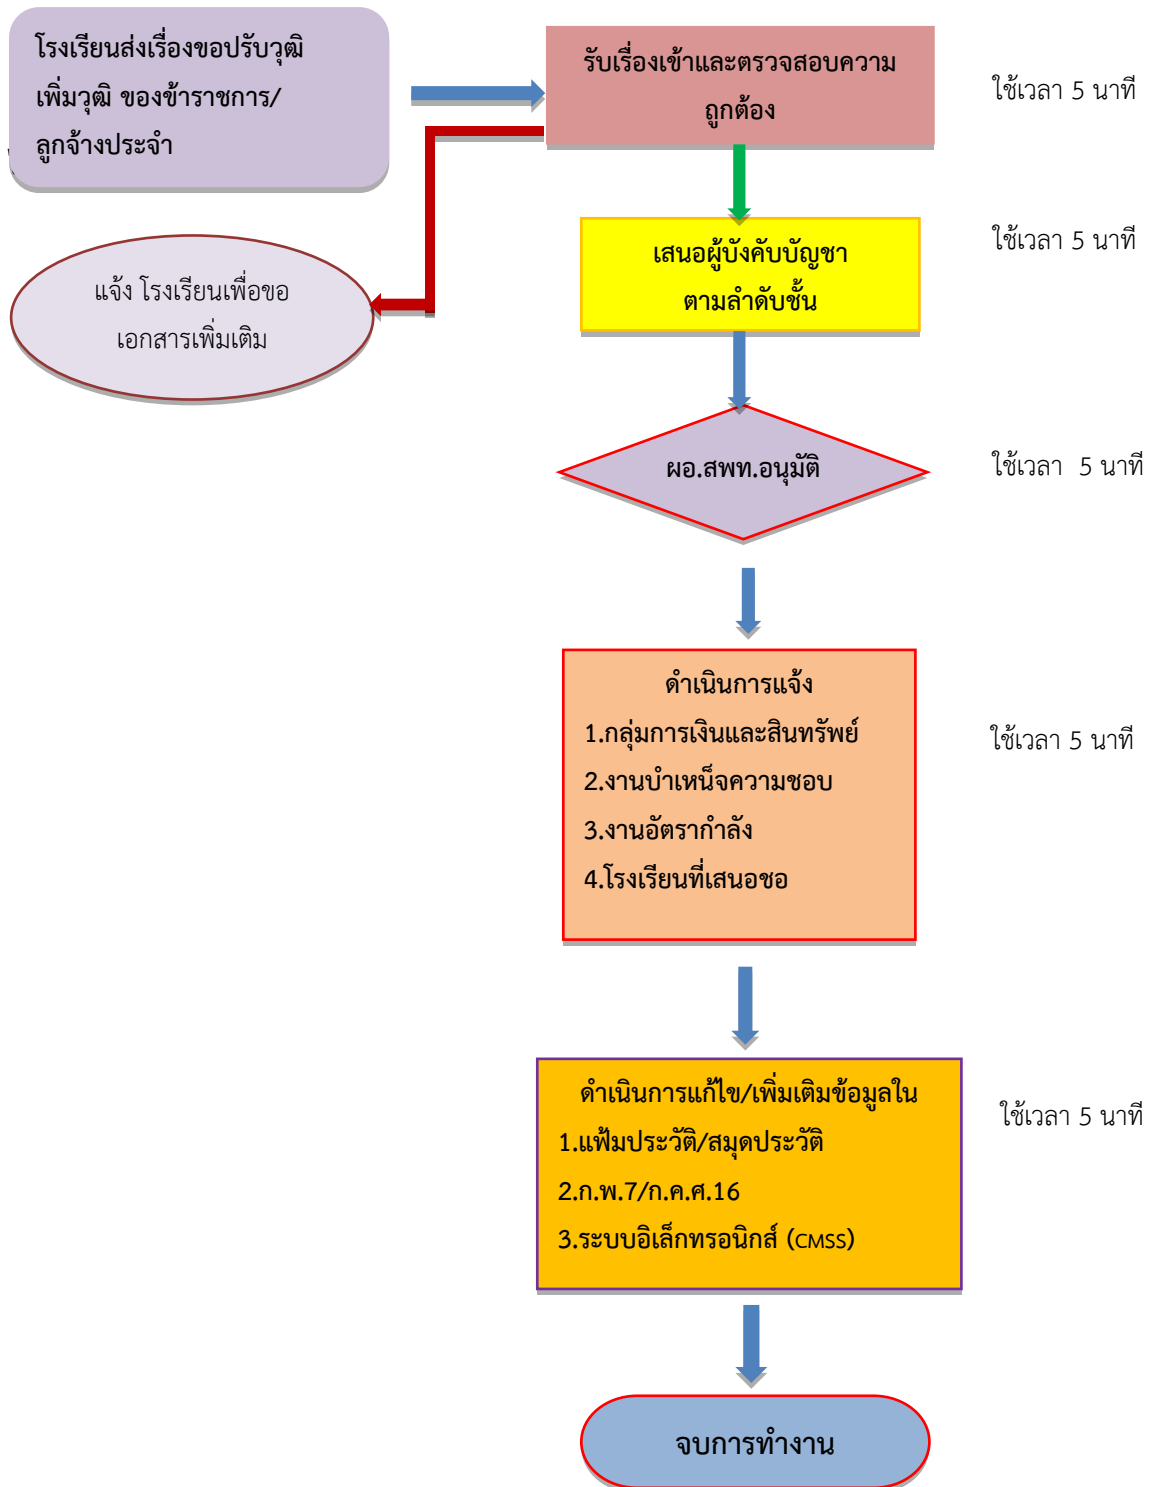 โรงเรียนส่งเรื่องขอปรับวุฒิ
เพิ่มวุฒิ ของข้าราชการ/
ลูกจ้างประจำ
รับเรื่องเข้าและตรวจสอบความ
ถูกต้อง
ใช้เวลา 5 นาที
แจ้ง โรงเรียนเพื่อขอ
เอกสารเพิ่มเติม
เสนอผู้บังคับบัญชา
ตามลำดับชั้น
ใช้เวลา 5 นาที
ผอ.สพท.อนุมัติ
ใช้เวลา 5 นาที
ดำเนินการแจ้ง
1.กลุ่มการเงินและสินทรัพย์
2.งานบำเหน็จความชอบ
3.งานอัตรากำลัง
4.โรงเรียนที่เสนอชอ
ใช้เวลา 5 นาที
ดำเนินการแก้ไข/เพิ่มเติมข้อมูลใน
1.แฟ้มประวัติ/สมุดประวัติ
2.ก.พ.7/ก.ค.ศ.16
3.ระบบอิเล็กทรอนิกส์ (CMSS)
ใช้เวลา 5 นาที
จบการทำงาน